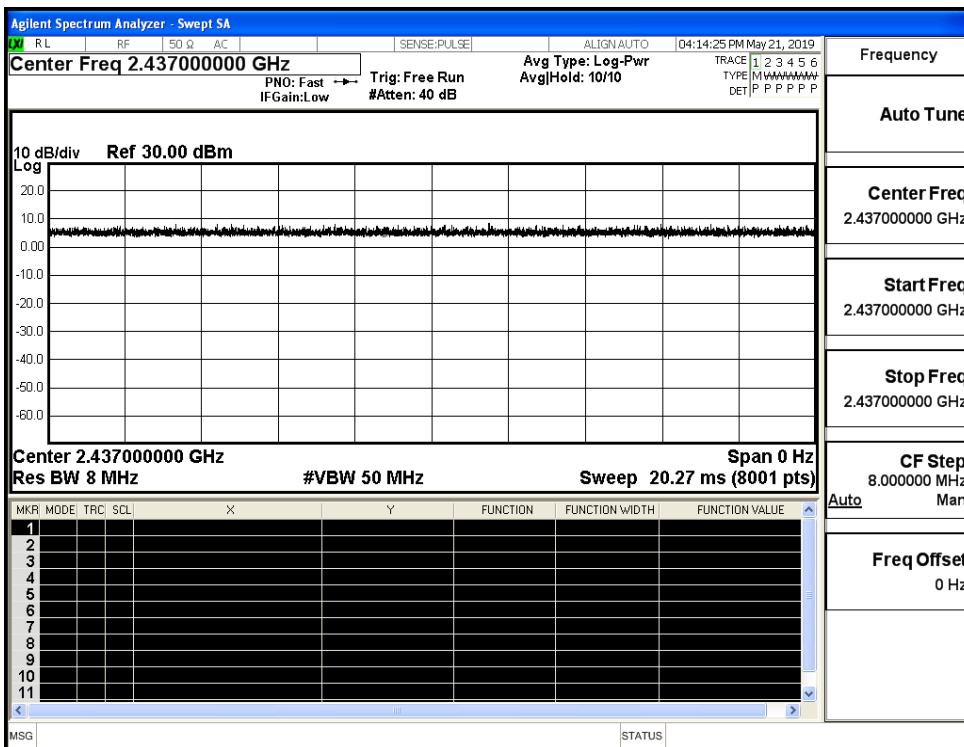 Agilent Spectrum Analyzer - Swept SA
LXI RL RF 50 Ω AC SENSE:PULSE ALIGN AUTO 04:14:25 PM May 21, 2019
Center Freq 2.437000000 GHz
PNO: Fast
IFGain:Low
Trig: Free Run
#Atten: 40 dB
Avg Type: Log-Pwr
Avg|Hold: 10/10
TRACE 1 2 3 4 5 6
TYPE M WWWWW
DET P P P P P P
10 dB/div Ref 30.00 dBm
Log
20.0
10.0
0.00
-10.0
-20.0
-30.0
-40.0
-50.0
-60.0
Center 2.437000000 GHz Span 0 Hz
Res BW 8 MHz #VBW 50 MHz Sweep 20.27 ms (8001 pts)
MKR MODE TRC SCL X Y FUNCTION FUNCTION WIDTH FUNCTION VALUE
1
2
3
4
5
6
7
8
9
10
11
MSG STATUS
Frequency
Auto Tune
Center Freq
2.437000000 GHz
Start Freq
2.437000000 GHz
Stop Freq
2.437000000 GHz
CF Step
8.000000 MHz
Auto Man
Freq Offset
0 Hz